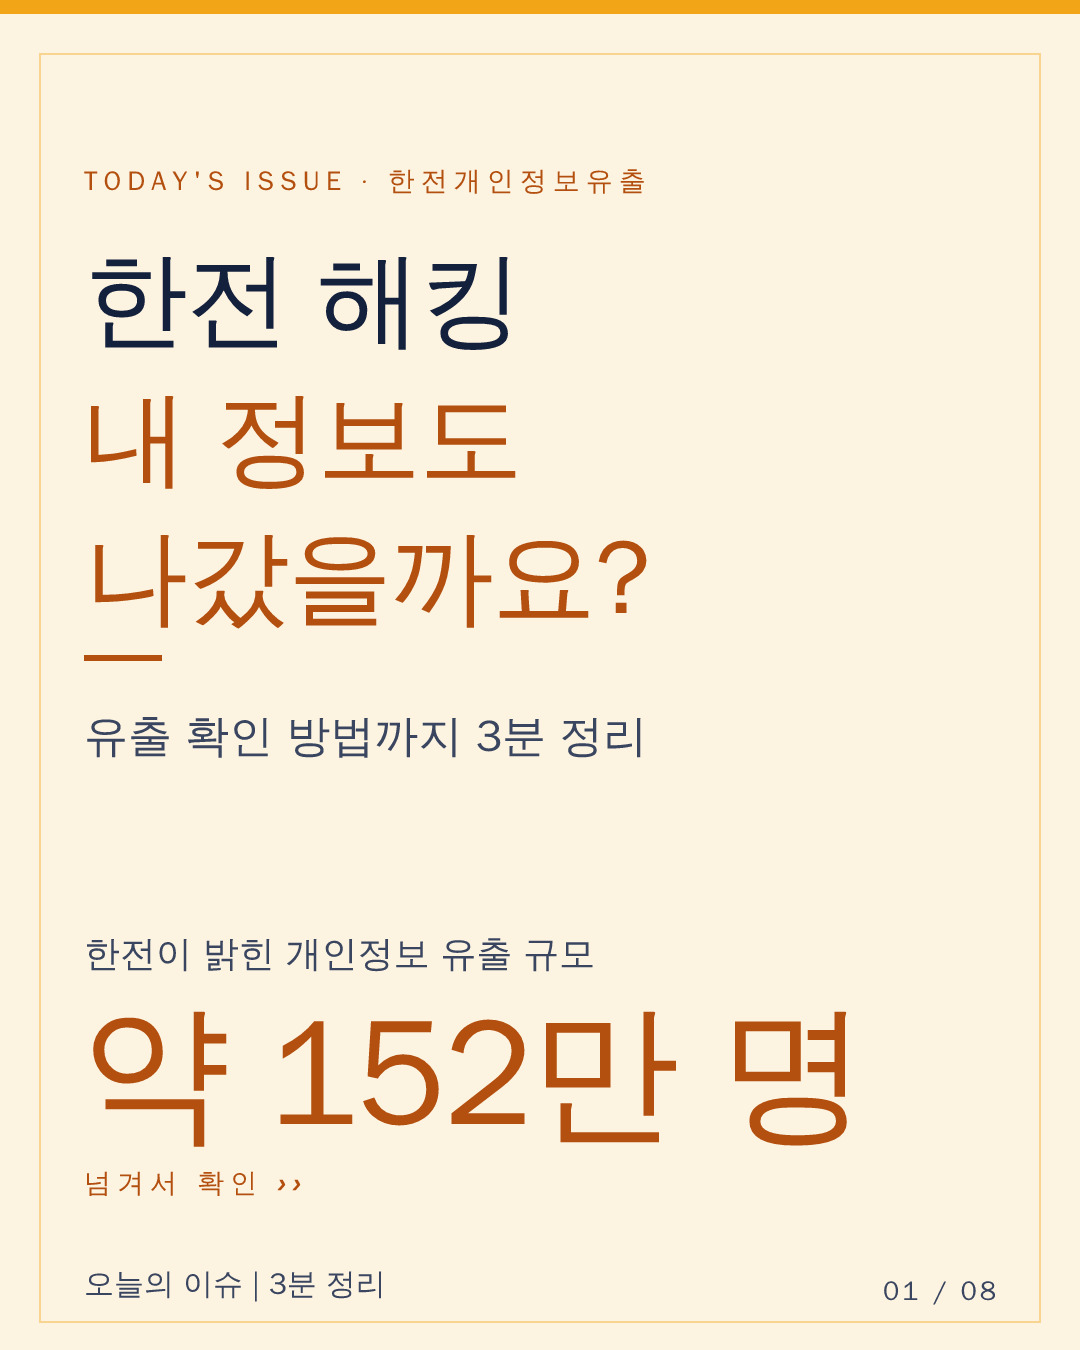 TODAY'S ISSUE · 한전개인정보유출
한전 해킹
내 정보도
나갔을까요?
유출 확인 방법까지 3분 정리
한전이 밝힌 개인정보 유출 규모
약 152만 명
넘겨서 확인 ››
오늘의 이슈 | 3분 정리
01 / 08